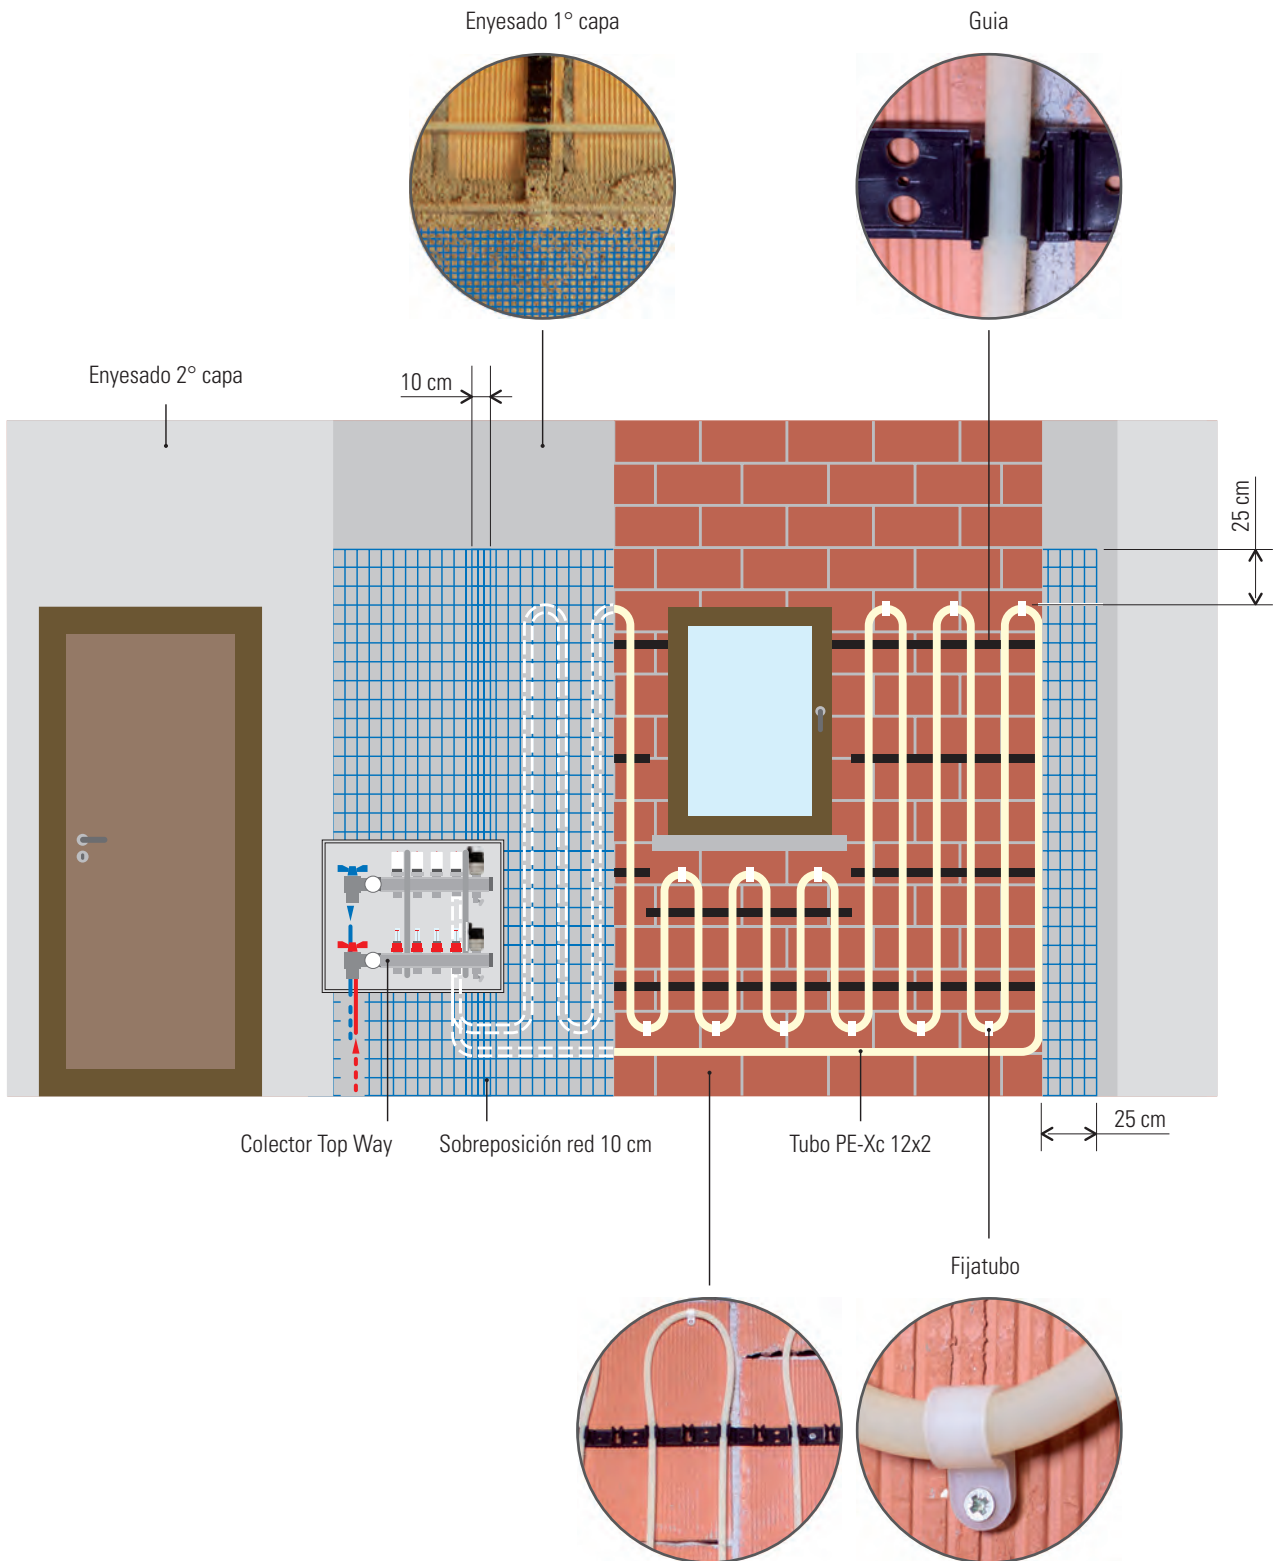 Enyesado 1° capa
Guia
Enyesado 2° capa
10 cm
25 cm
Colector Top Way
Sobreposición red 10 cm
Tubo PE-Xc 12x2
25 cm
Fijatubo